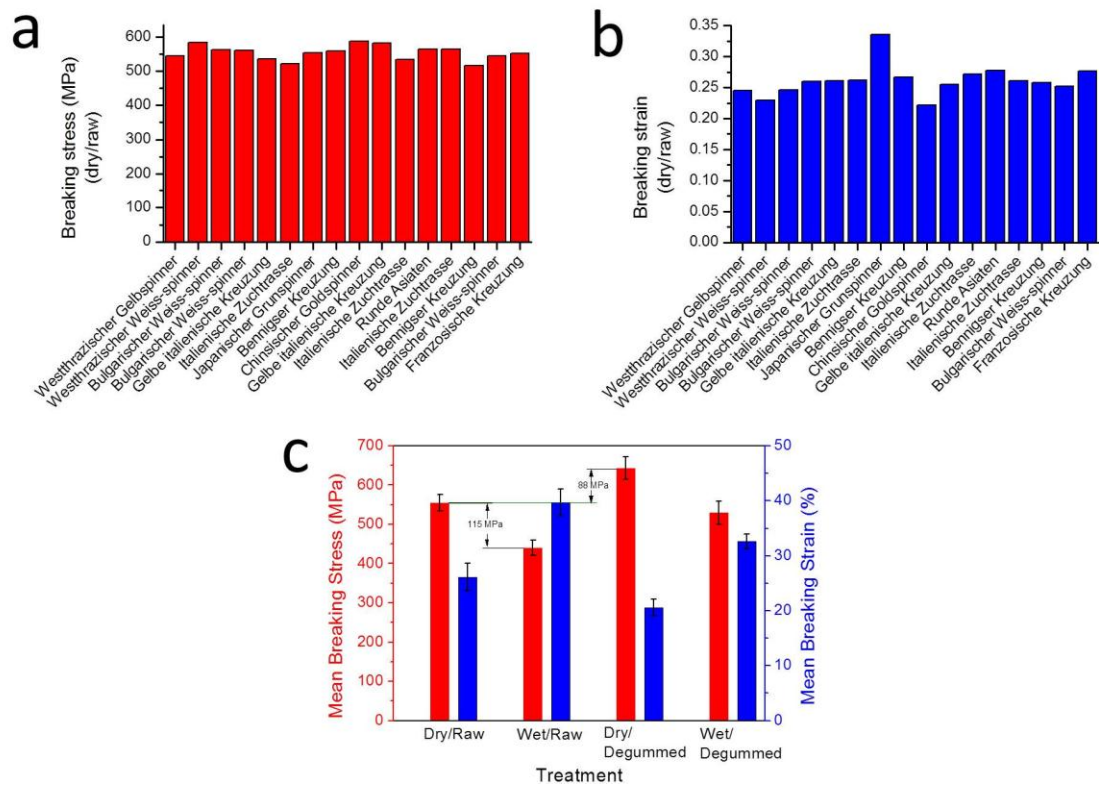 a
Breaking stress (MPa)
(dry/raw)
600
500
400
300
200
100
0
Westthrazischer Gelbspinner
Westthrazischer Weiss-spinner
Bulgarischer Weiss-spinner
Bulgarischer Weiss-spinner
Gelbe italienische Kreuzung
Italienische Zuchtrasse
Japanischer Grunspinner
Bennigser Kreuzung
Chinsischer Goldspinner
Gelbe italienische Kreuzung
Italienische Zuchtrasse
Runde Asiaten
Italienische Zuchtrasse
Bennigser Kreuzung
Bulgarischer Weiss-spinner
Franzosische Kreuzung
b
Breaking strain
(dry/raw)
0.35
0.30
0.25
0.20
0.15
0.10
0.05
0.00
Westthrazischer Gelbspinner
Westthrazischer Weiss-spinner
Bulgarischer Weiss-spinner
Bulgarischer Weiss-spinner
Gelbe italienische Kreuzung
Italienische Zuchtrasse
Japanischer Grunspinner
Bennigser Kreuzung
Chinsischer Goldspinner
Gelbe italienische Kreuzung
Italienische Zuchtrasse
Runde Asiaten
Italienische Zuchtrasse
Bennigser Kreuzung
Bulgarischer Weiss-spinner
Franzosische Kreuzung
c
Mean Breaking Stress (MPa)
700
600
500
400
300
200
100
0
115 MPa
88 MPa
50
40
30
20
10
0
Mean Breaking Strain (%)
Dry/Raw
Wet/Raw
Dry/
Degummed
Wet/
Degummed
Treatment